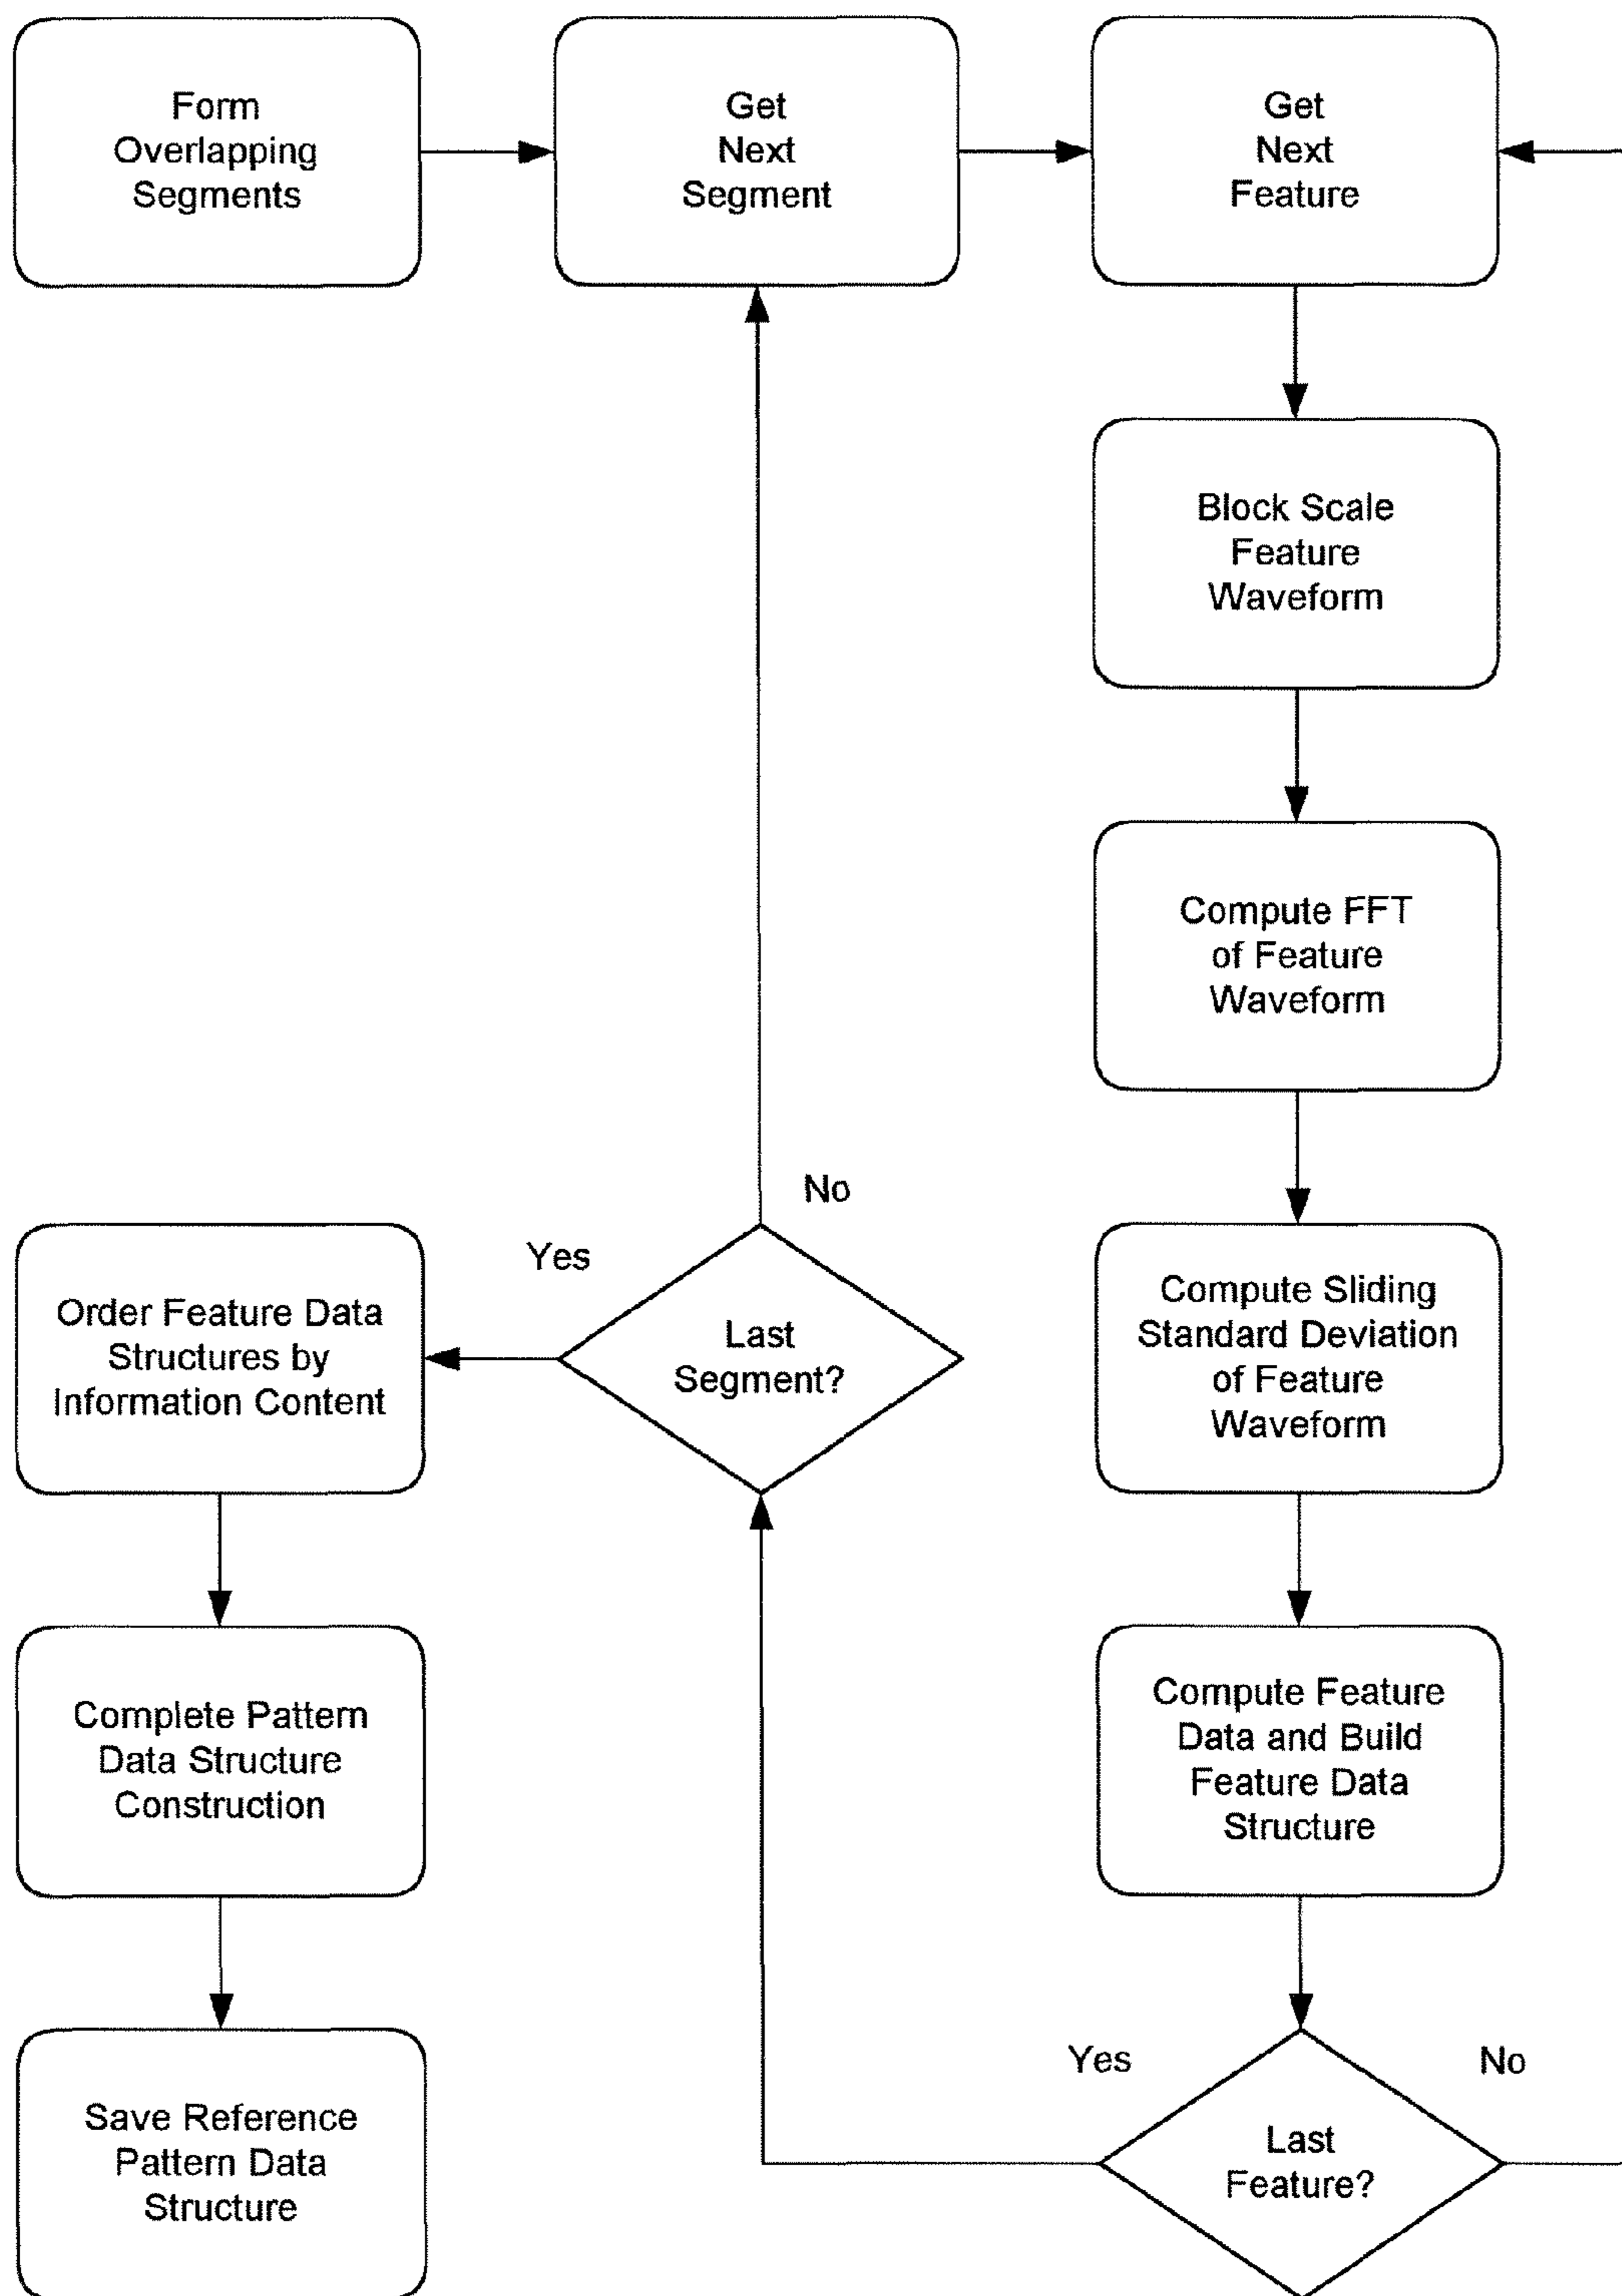 Form
Overlapping
Segments
Get
Next
Segment
Get
Next
Feature
Block Scale
Feature
Waveform
Compute FFT
of Feature
Waveform
Compute Sliding
Standard Deviation
of Feature
Waveform
Compute Feature
Data and Build
Feature Data
Structure
Last
Feature?
Yes
No
Last
Segment?
No
Yes
Order Feature Data
Structures by
Information Content
Complete Pattern
Data Structure
Construction
Save Reference
Pattern Data
Structure